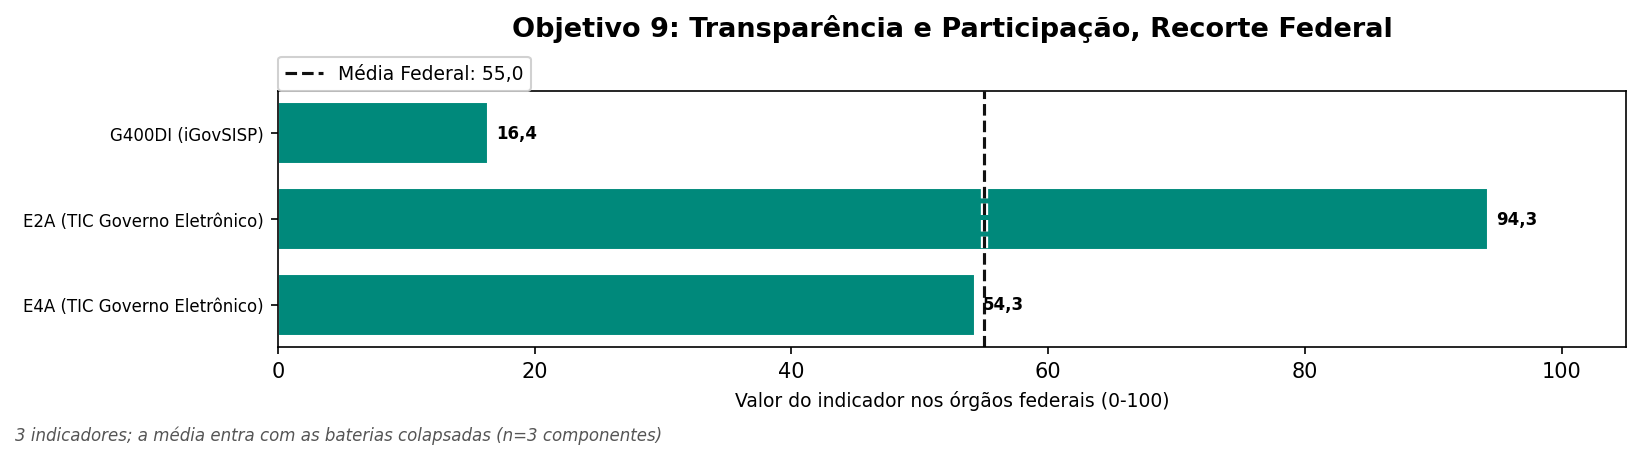 Objetivo 9: Transparência e Participação, Recorte Federal
Média Federal: 55,0
G400DI (iGovSISP)
16,4
E2A (TIC Governo Eletrônico)
94,3
E4A (TIC Governo Eletrônico)
54,3
0 20 40 60 80 100
Valor do indicador nos órgãos federais (0-100)
3 indicadores; a média entra com as baterias colapsadas (n=3 componentes)